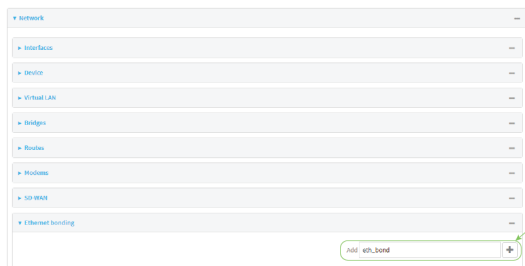 Network
Interfaces
Device
Virtual LAN
Bridges
Routes
Modems
SD-WAN
Ethernet bonding
Add eth_bond